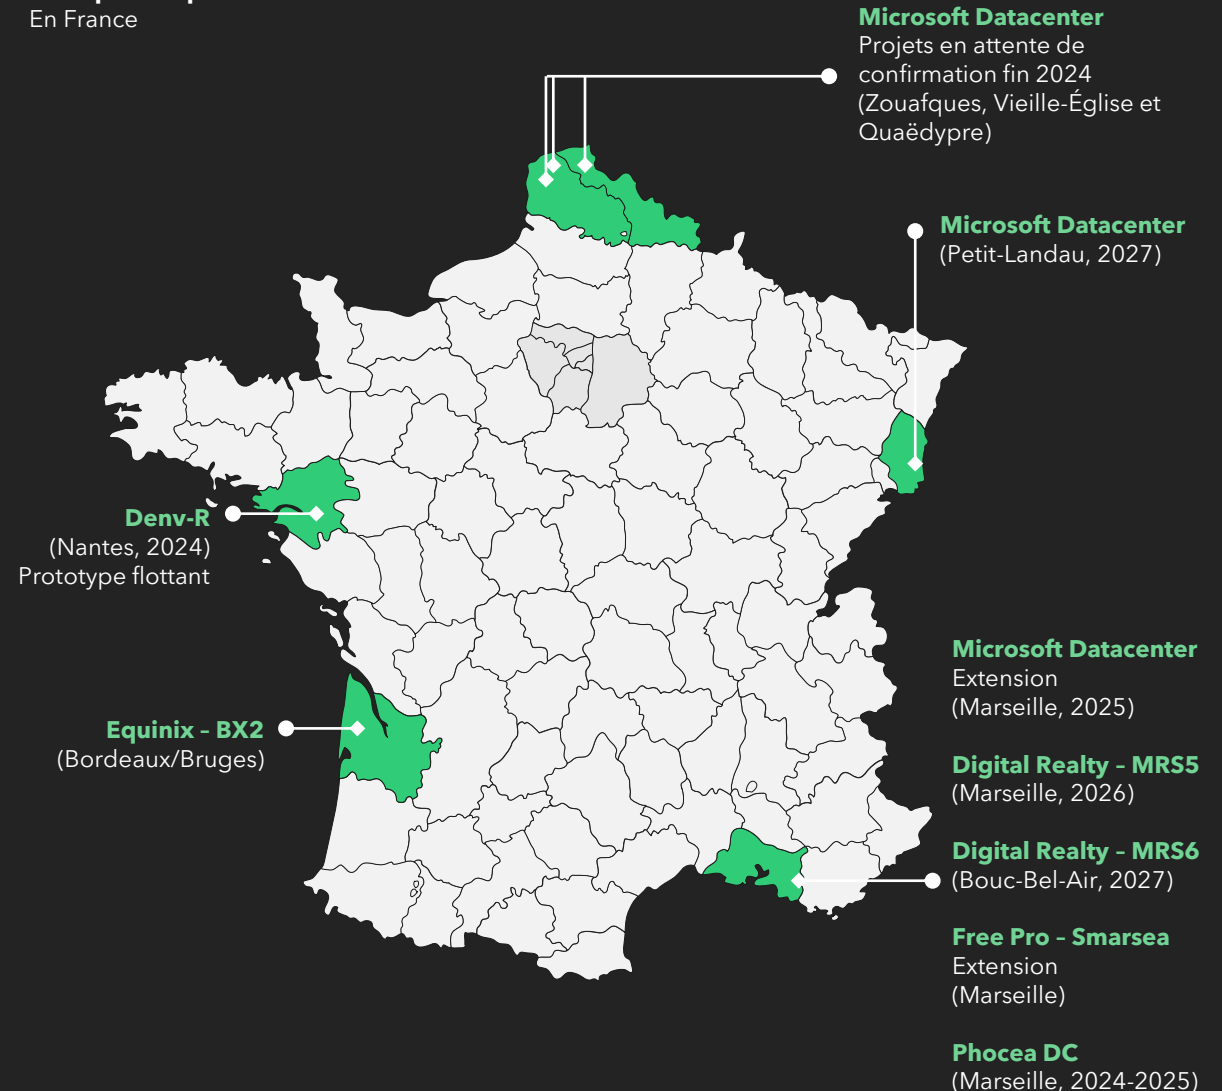 En France
Microsoft Datacenter
Projets en attente de
confirmation fin 2024
(Zouafques, Vieille-Église et
Quaëdypre)
Microsoft Datacenter
(Petit-Landau, 2027)
Denv-R
(Nantes, 2024)
Prototype flottant
Equinix – BX2
(Bordeaux/Bruges)
Microsoft Datacenter
Extension
(Marseille, 2025)
Digital Realty – MRS5
(Marseille, 2026)
Digital Realty – MRS6
(Bouc-Bel-Air, 2027)
Free Pro – Smarsea
Extension
(Marseille)
Phocea DC
(Marseille, 2024-2025)